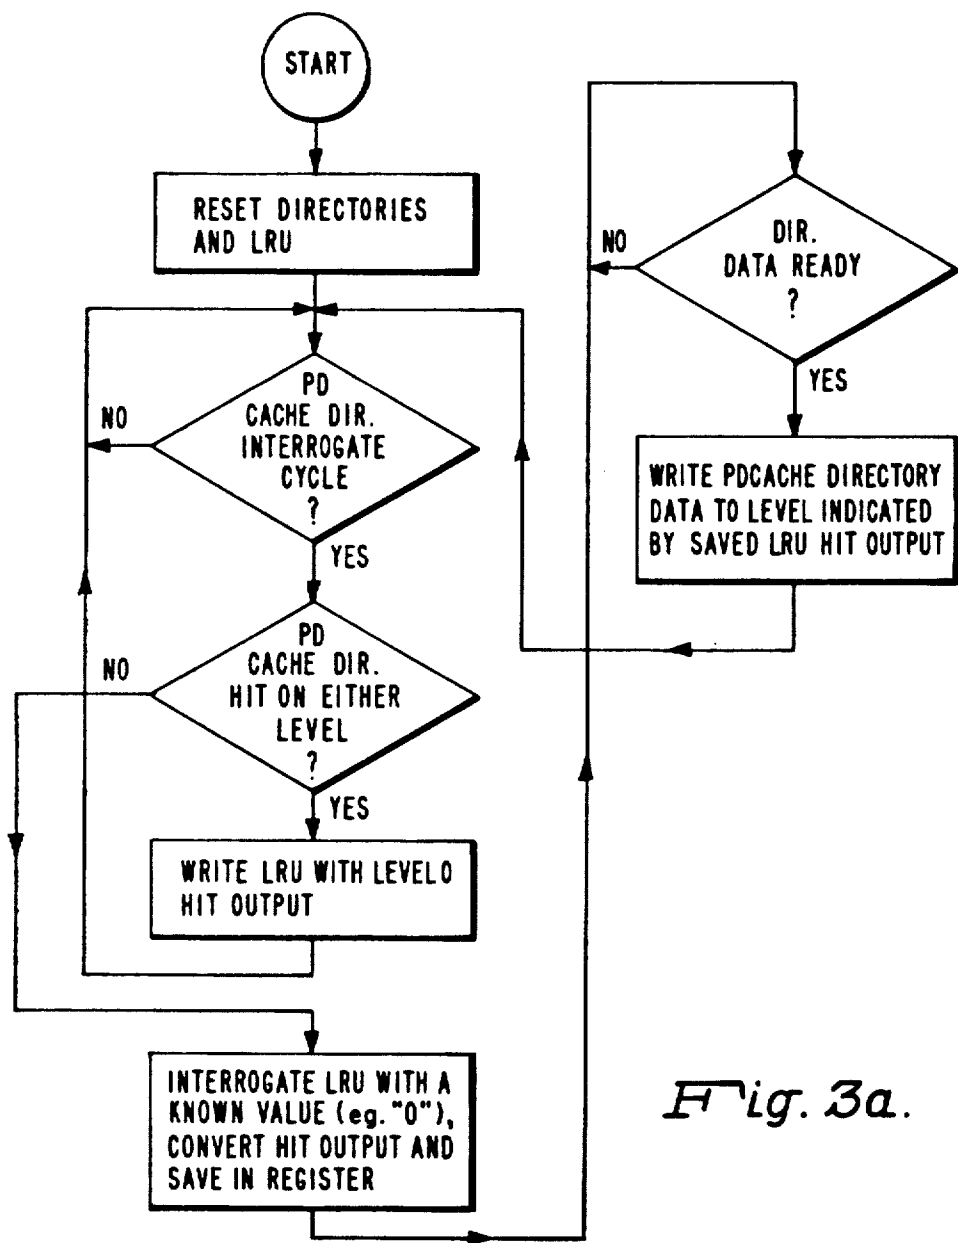 START
RESET DIRECTORIES
AND LRU
PD
CACHE DIR.
INTERROGATE
CYCLE
?
NO
YES
PD
CACHE DIR.
HIT ON EITHER
LEVEL
?
NO
YES
WRITE LRU WITH LEVEL 0
HIT OUTPUT
INTERROGATE LRU WITH A
KNOWN VALUE (eg. "0"),
CONVERT HIT OUTPUT AND
SAVE IN REGISTER
DIR.
DATA READY
?
NO
YES
WRITE PDCACHE DIRECTORY
DATA TO LEVEL INDICATED
BY SAVED LRU HIT OUTPUT
Fig. 3a.